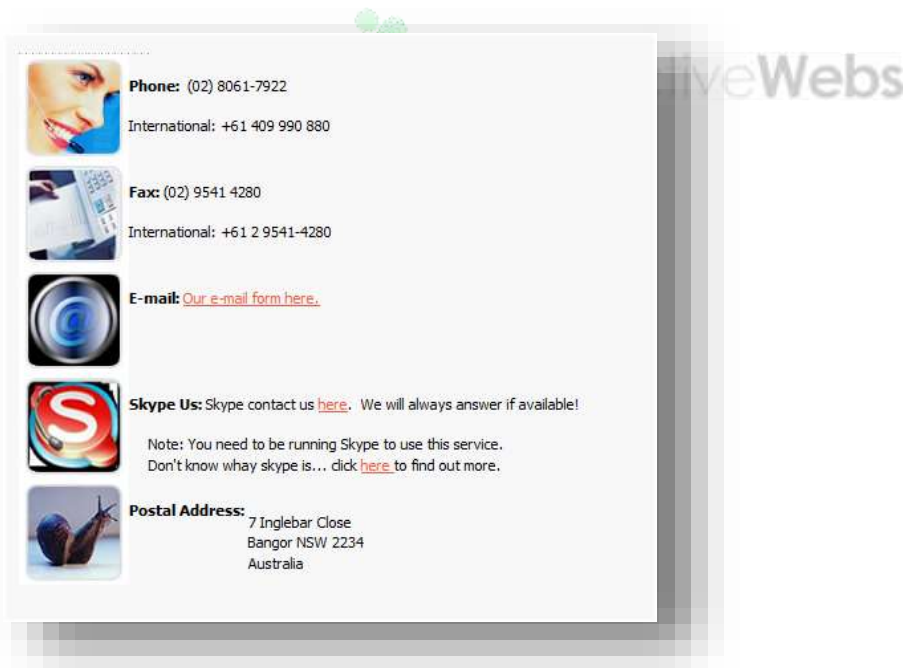 tiveWebs
Phone: (02) 8061-7922
International: +61 409 990 880
Fax: (02) 9541 4280
International: +61 2 9541-4280
E-mail: Our e-mail form here.
Skype Us: Skype contact us here. We will always answer if available!
Note: You need to be running Skype to use this service.
Don't know whay skype is... click here to find out more.
Postal Address:
7 Inglebar Close
Bangor NSW 2234
Australia